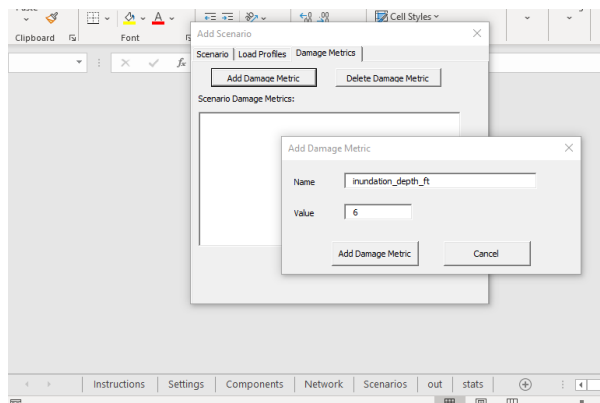 Cell Styles
Clipboard
Font
Add Scenario
Scenario
Load Profiles
Damage Metrics
fx
Add Damage Metric
Delete Damage Metric
Scenario Damage Metrics:
Add Damage Metric
Name
inundation_depth_ft
Value
6
Add Damage Metric
Cancel
Instructions
Settings
Components
Network
Scenarios
out
stats